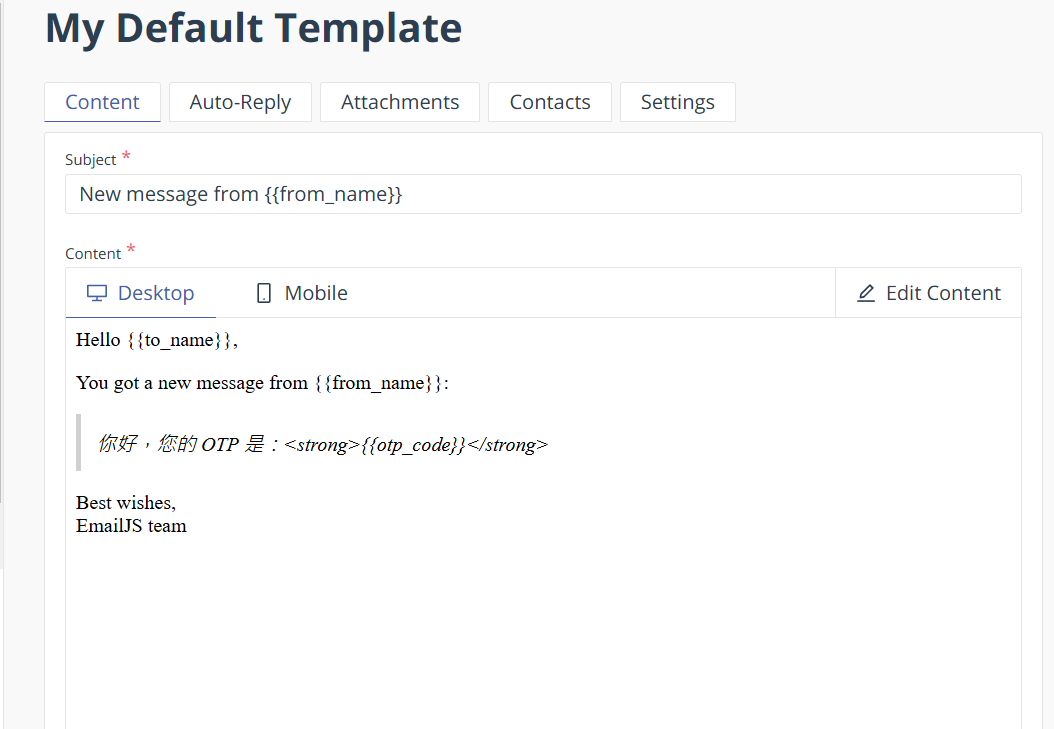 My Default Template
Content Auto-Reply Attachments Contacts Settings
Subject *
New message from {{from_name}}
Content *
Desktop Mobile Edit Content
Hello {{to_name}},
You got a new message from {{from_name}}:
你好，您的 OTP 是：<strong>{{otp_code}}</strong>
Best wishes,
EmailJS team